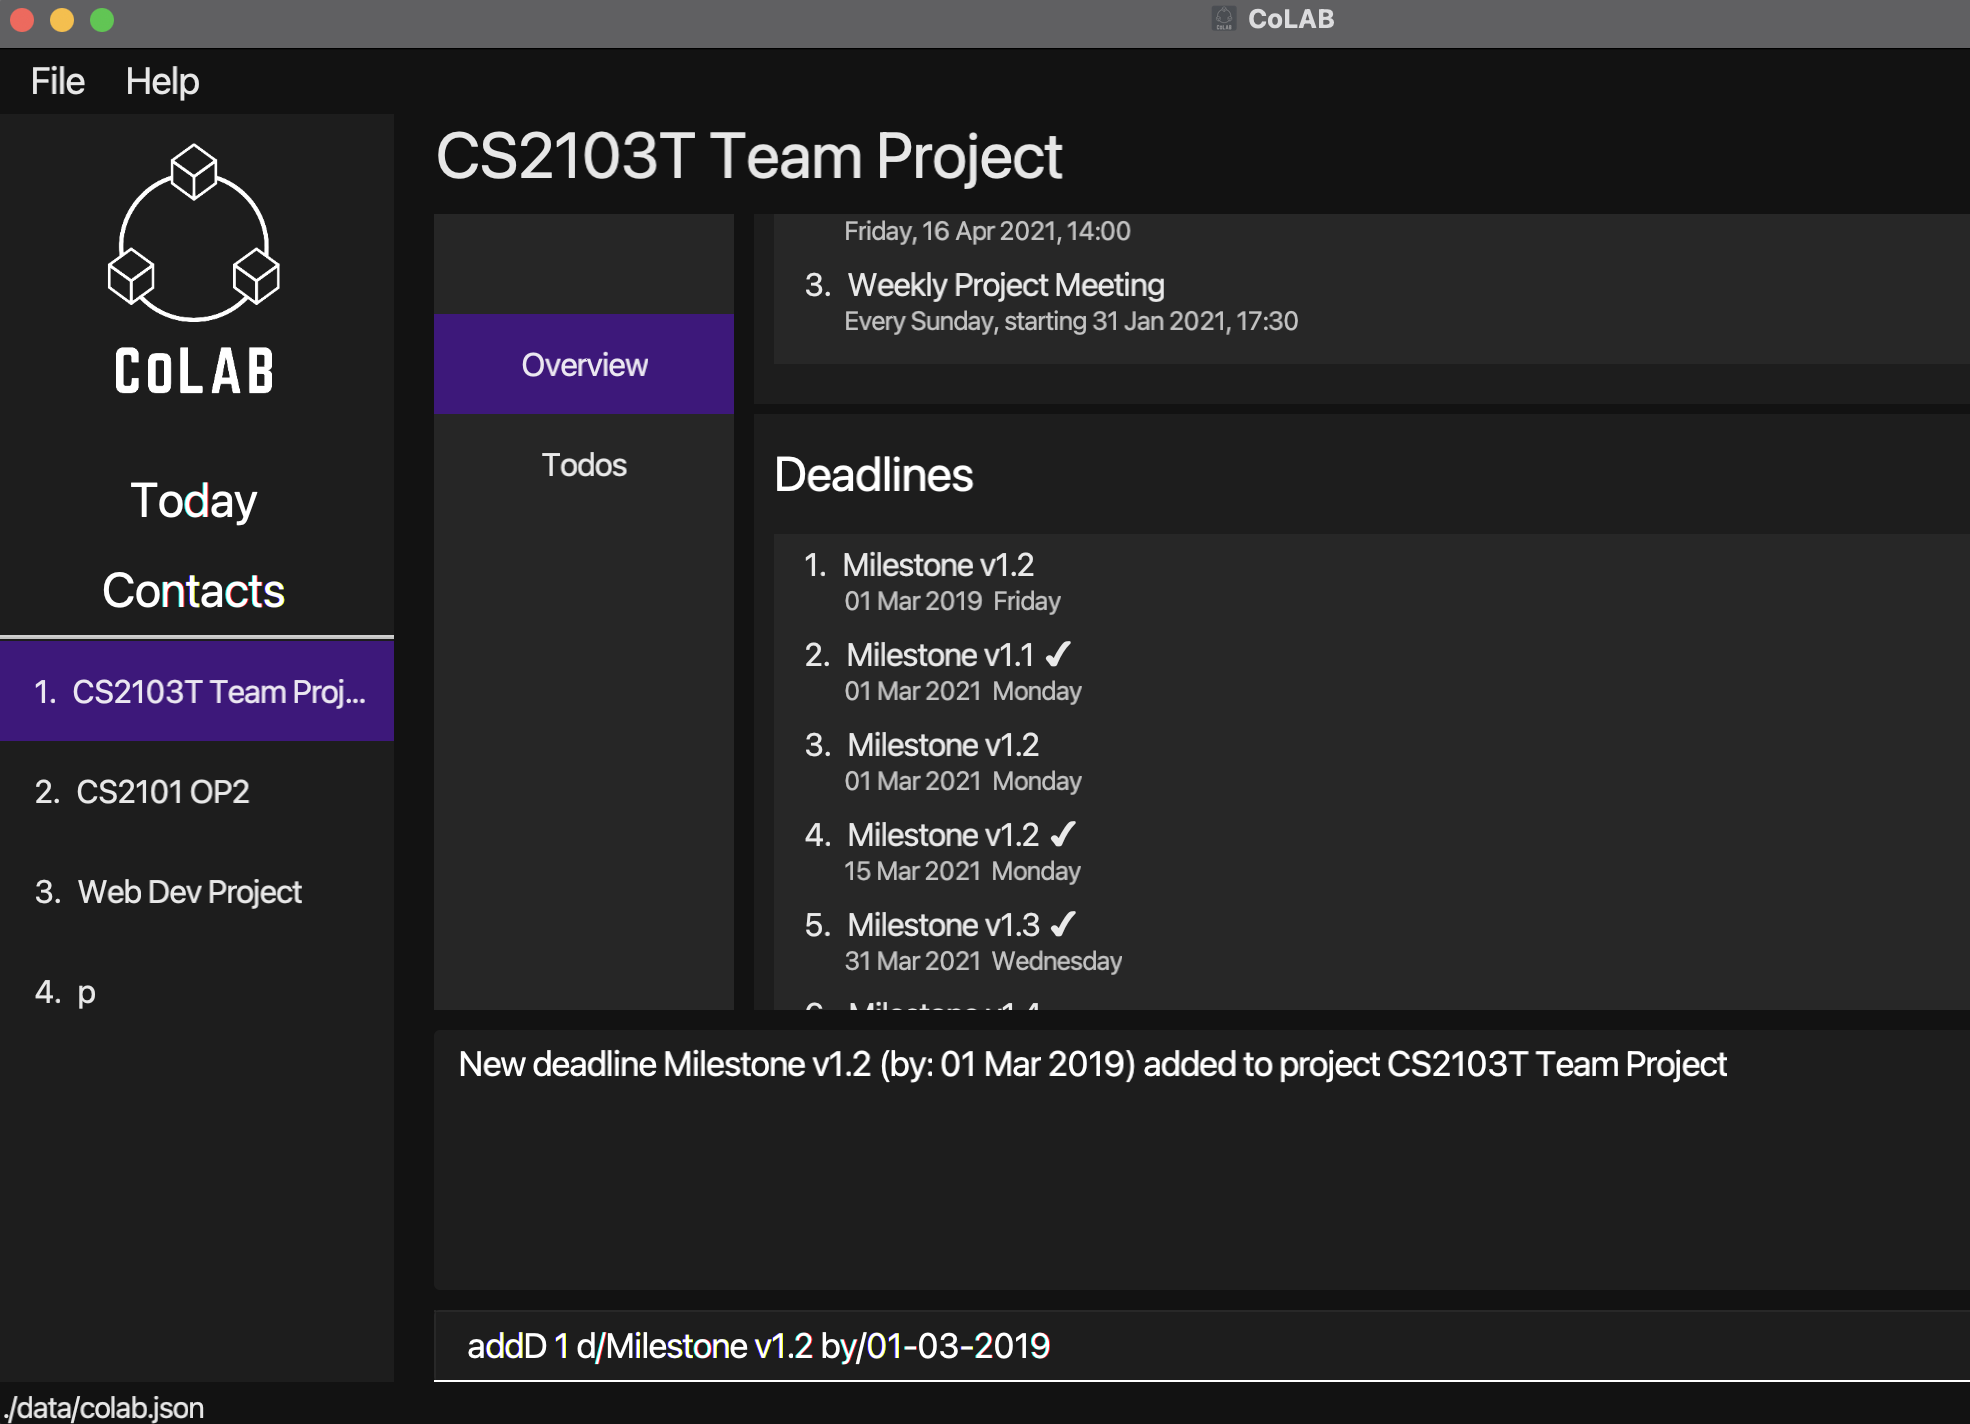 CoLAB
File Help
CoLAB
Today
Contacts
1. CS2103T Team Proj...
2. CS2101 OP2
3. Web Dev Project
4. p
CS2103T Team Project
Overview
Todos
Friday, 16 Apr 2021, 14:00
3. Weekly Project Meeting
Every Sunday, starting 31 Jan 2021, 17:30
Deadlines
1. Milestone v1.2
01 Mar 2019 Friday
2. Milestone v1.1 ✔
01 Mar 2021 Monday
3. Milestone v1.2
01 Mar 2021 Monday
4. Milestone v1.2 ✔
15 Mar 2021 Monday
5. Milestone v1.3 ✔
31 Mar 2021 Wednesday
6. Milestone v1.4
New deadline Milestone v1.2 (by: 01 Mar 2019) added to project CS2103T Team Project
addD 1 d/Milestone v1.2 by/01-03-2019
./data/colab.json